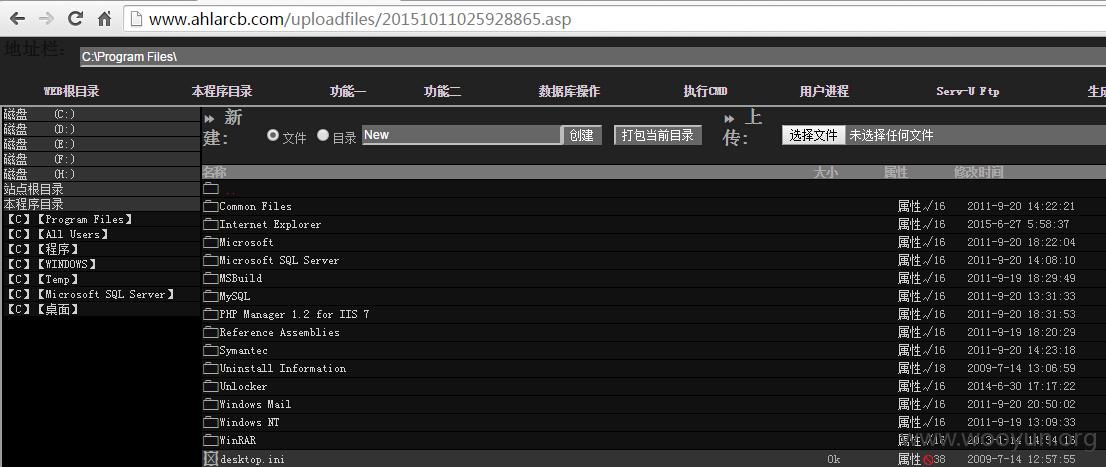 www.ahlarcb.com/uploadfiles/20151011025928865.asp
地址栏： C:\Program Files\
WEB根目录 本程序目录 功能一 功能二 数据库操作 执行CMD 用户进程 Serv-U Ftp 生成
磁盘 (C:)
磁盘 (D:)
磁盘 (E:)
磁盘 (F:)
磁盘 (H:)
站点根目录
本程序目录
【C】【Program Files】
【C】【All Users】
【C】【程序】
【C】【WINDOWS】
【C】【Temp】
【C】【Microsoft SQL Server】
【C】【桌面】
新建： 文件 目录 New 创建 打包当前目录 上传： 选择文件 未选择任何文件
名称 大小 属性 修改时间
..
Common Files 属性√16 2011-9-20 14:22:21
Internet Explorer 属性√16 2015-6-27 5:58:37
Microsoft 属性√16 2011-9-20 18:22:04
Microsoft SQL Server 属性√16 2011-9-20 14:08:10
MSBuild 属性√16 2011-9-19 18:29:49
MySQL 属性√16 2011-9-20 13:31:33
PHP Manager 1.2 for IIS 7 属性√16 2011-9-20 18:31:53
Reference Assemblies 属性√16 2011-9-19 18:20:29
Symantec 属性√16 2011-9-20 14:23:18
Uninstall Information 属性√18 2009-7-14 13:06:59
Unlocker 属性√16 2014-6-30 17:17:22
Windows Mail 属性√16 2011-9-20 20:50:02
Windows NT 属性√16 2011-9-19 13:09:33
WinRAR 属性√16 2013-1-14 14:54:15
desktop.ini 0k 属性 38 2009-7-14 12:57:55
www.wooyun.org